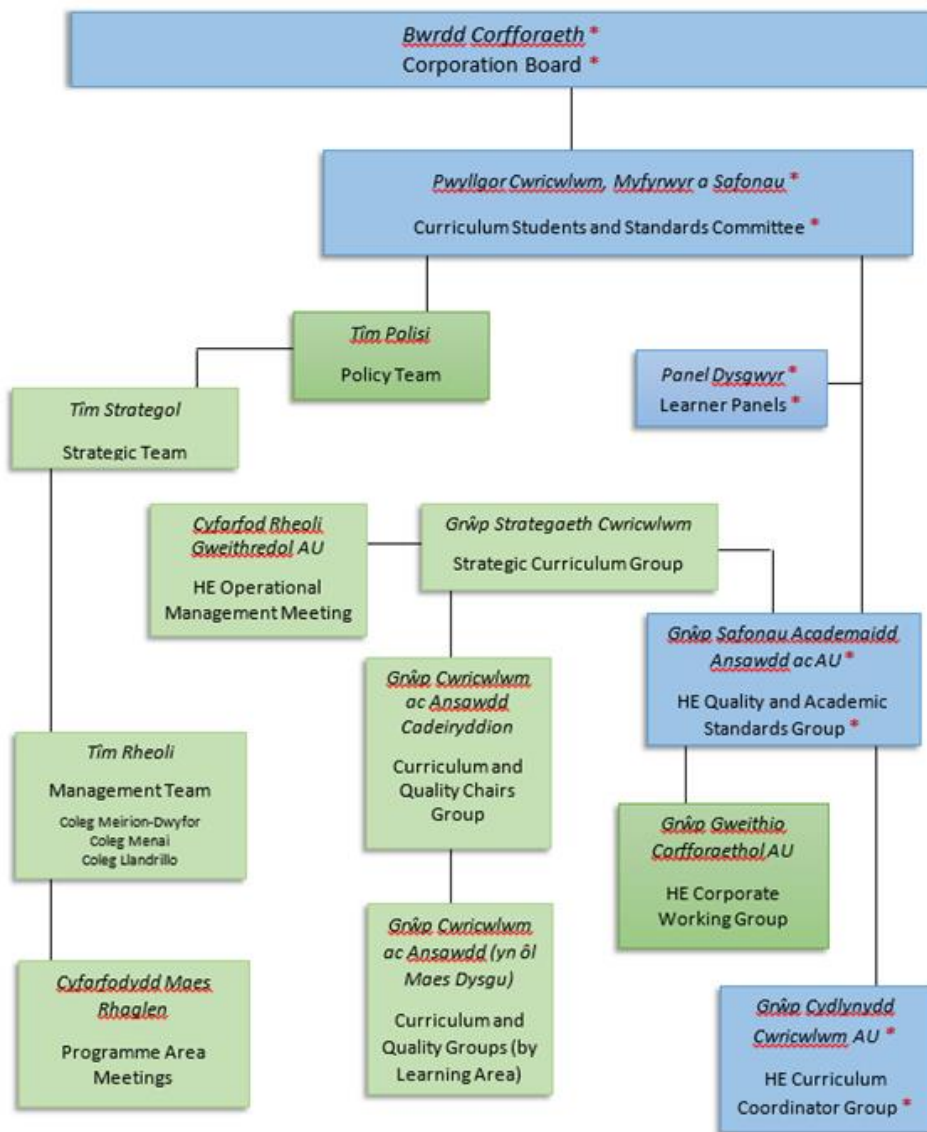 Bwrdd Corfforaeth *
Corporation Board *
Pwyllgor Cwricwlwm, Myfyrwyr a Safonau *
Curriculum Students and Standards Committee *
Tîm Polisi
Policy Team
Panel Dysgwyr *
Learner Panels *
Tîm Strategol
Strategic Team
Cyfarfod Rheoli
Gweithredol AU
HE Operational
Management Meeting
Grŵp Strategaeth Cwricwlwm
Strategic Curriculum Group
Grŵp Safonau Academaidd
Ansawdd ac AU *
HE Quality and Academic
Standards Group *
Grŵp Cwricwlwm
ac Ansawdd
Cadeiryddion
Curriculum and
Quality Chairs
Group
Tîm Rheoli
Management Team
Coleg Meirion-Dwyfor
Coleg Menai
Coleg Llandrillo
Grŵp Gweithio
Corfforaethol AU
HE Corporate
Working Group
Grŵp Cwricwlwm
ac Ansawdd (yn ôl
Maes Dysgu)
Curriculum and
Quality Groups (by
Learning Area)
Cyfarfodydd Maes
Rhaglen
Programme Area
Meetings
Grŵp Cydlynydd
Cwricwlwm AU *
HE Curriculum
Coordinator Group *